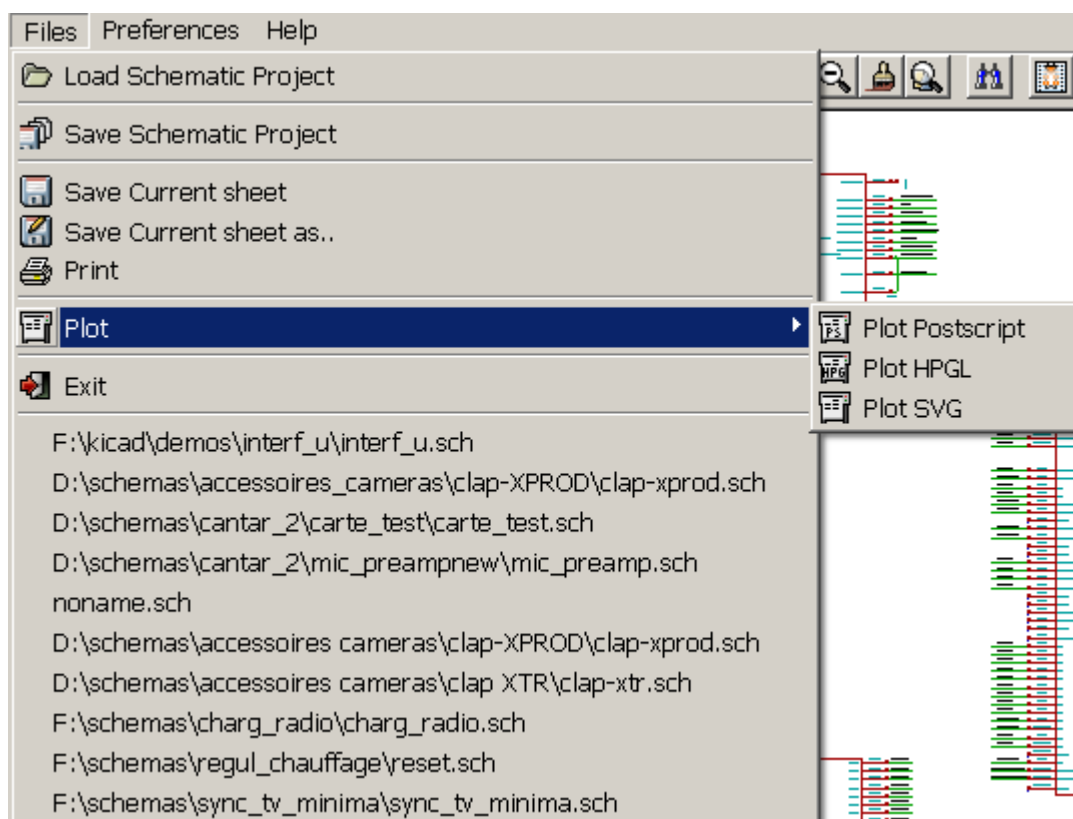 Files Preferences Help
Load Schematic Project
Save Schematic Project
Save Current sheet
Save Current sheet as..
Print
Plot
Plot Postscript
Plot HPGL
Plot SVG
Exit
F:\kicad\demos\interf_u\interf_u.sch
D:\schemas\accessoires_cameras\clap-XPROD\clap-xprod.sch
D:\schemas\cantar_2\carte_test\carte_test.sch
D:\schemas\cantar_2\mic_preampnew\mic_preamp.sch
noname.sch
D:\schemas\accessoires cameras\clap-XPROD\clap-xprod.sch
D:\schemas\accessoires cameras\clap XTR\clap-xtr.sch
F:\schemas\charg_radio\charg_radio.sch
F:\schemas\regul_chauffage\reset.sch
F:\schemas\sync_tv_minima\sync_tv_minima.sch